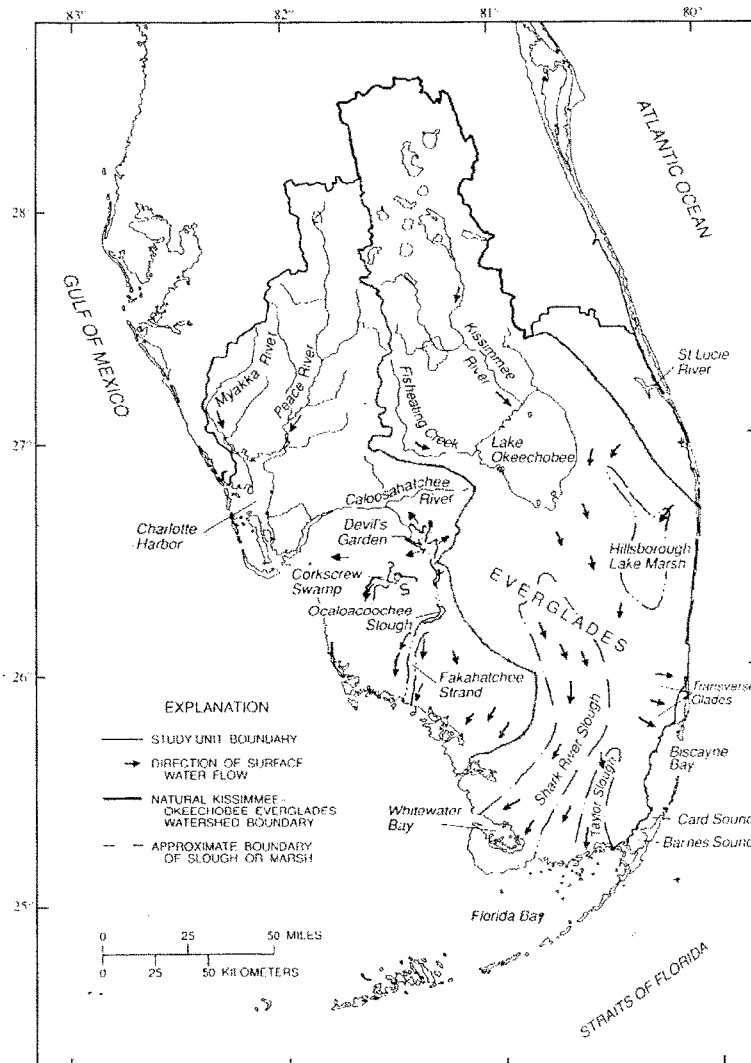 83°
82°
81°
80°
28°
27°
26°
25°
ATLANTIC OCEAN
GULF OF MEXICO
Kissimmee
River
St Lucie
River
Myakka River
Peace River
Fisheating Creek
Lake
Okeechobee
Caloosahatchee
River
Charlotte
Harbor
Devil's
Garden
Hillsborough
Lake Marsh
Corkscrew
Swamp
EVERGLADES
Ocaloacoochee
Slough
Fakahatchee
Strand
Transverse
Glades
Biscayne
Bay
Shark River Slough
Taylor Slough
Whitewater
Bay
Card Sound
Barnes Sound
Florida Bay
STRAITS OF FLORIDA
EXPLANATION
STUDY-UNIT BOUNDARY
DIRECTION OF SURFACE
WATER FLOW
NATURAL KISSIMMEE-
OKEECHOBEE EVERGLADES
WATERSHED BOUNDARY
APPROXIMATE BOUNDARY
OF SLOUGH OR MARSH
0 25 50 MILES
0 25 50 KILOMETERS